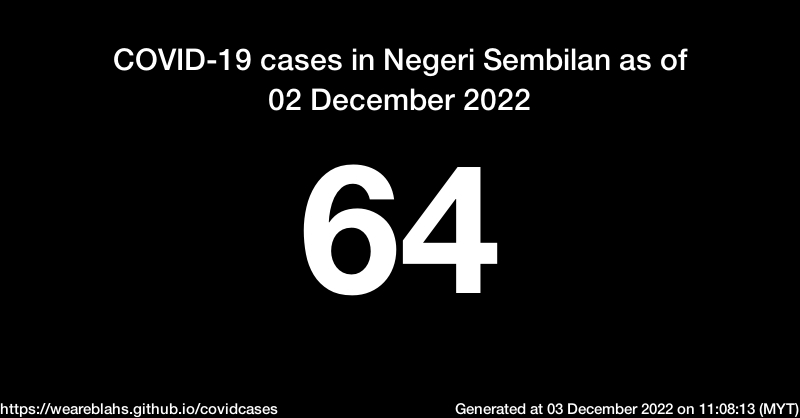 COVID-19 cases in Negeri Sembilan as of
02 December 2022
64
https://weareblahs.github.io/covidcases
Generated at 03 December 2022 on 11:08:13 (MYT)